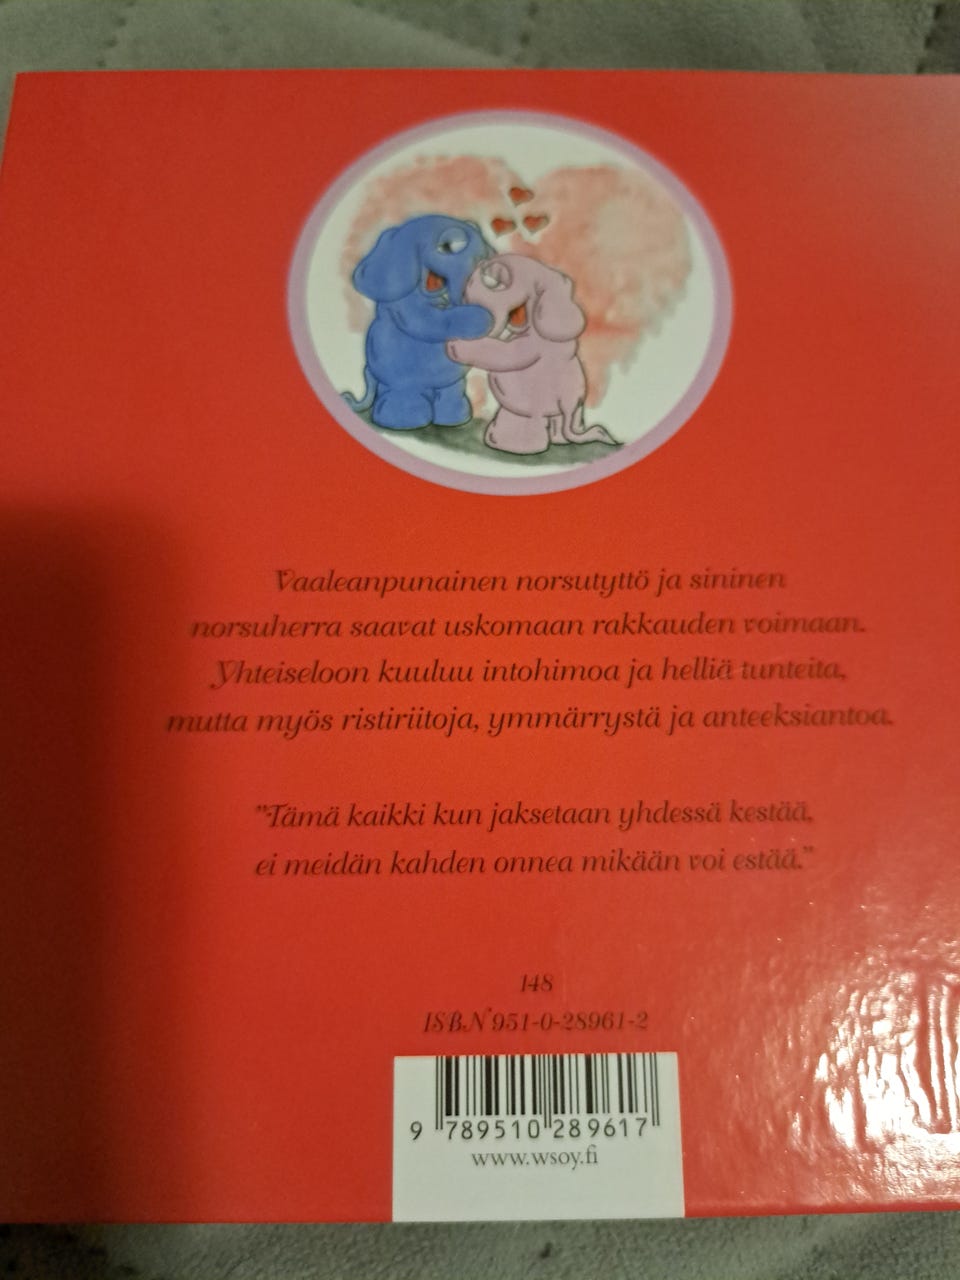 Vaaleanpunainen norsutyttö ja sininen
norsuherra saavat uskomaan rakkauden voimaan.
Yhteiseloon kuuluu intohimoa ja helliä tunteita,
mutta myös ristiriitoja, ymmärrystä ja anteeksiantoa.
"Tämä kaikki kun jaksetaan yhdessä kestää,
ei meidän kahden onnea mikään voi estää."
148
ISBN 951-0-28961-2
9 789510 289617
www.wsoy.fi